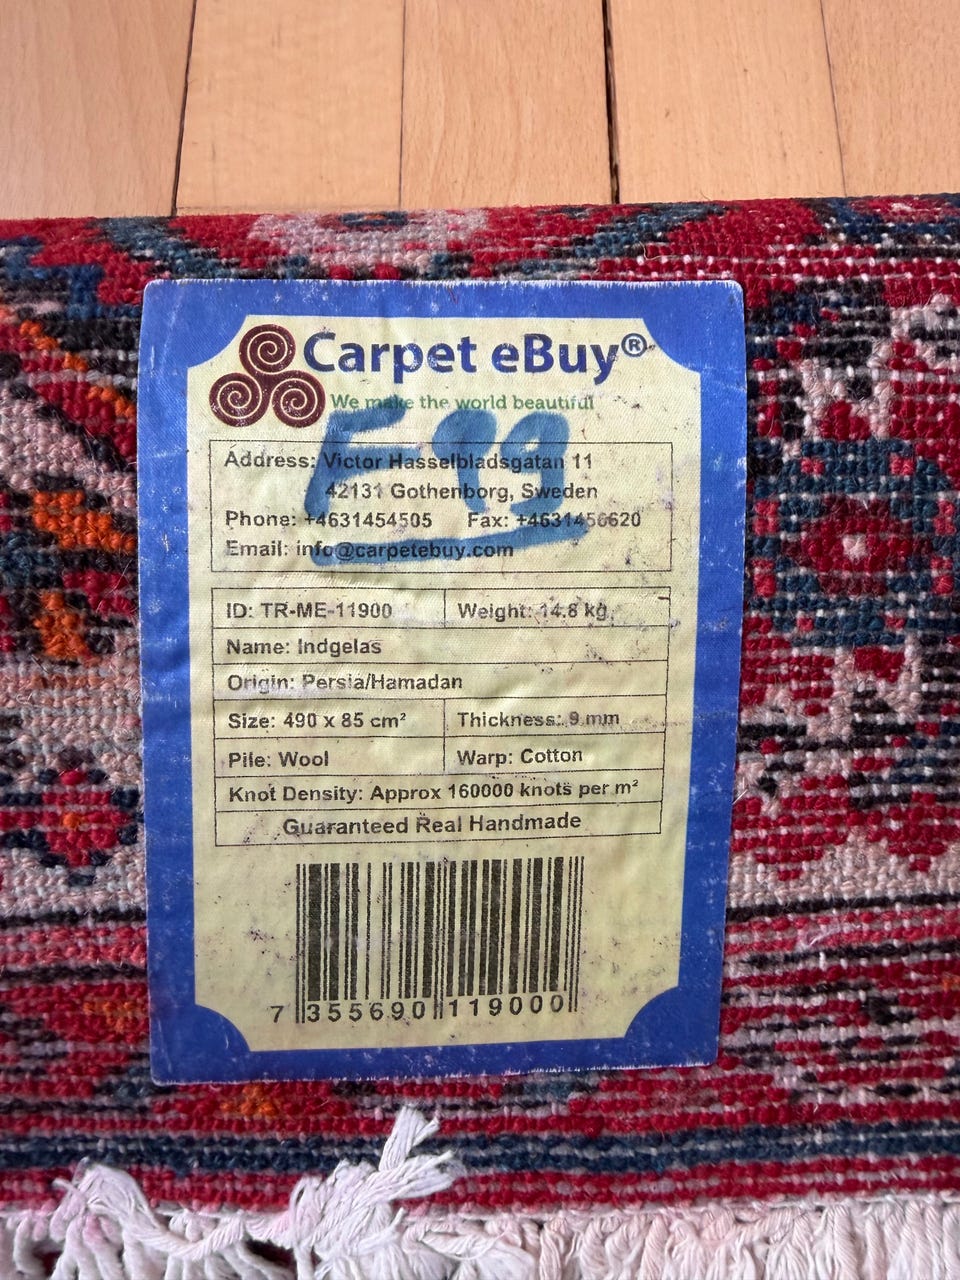 Carpet eBuy®
We make the world beautiful
Address: Victor Hasselbladsgatan 11
42131 Gothenborg, Sweden
Phone: +4631454505 Fax: +4631456620
Email: info@carpetebuy.com
ID: TR-ME-11900 Weight: 14.8 kg
Name: Indgelas
Origin: Persia/Hamadan
Size: 490 x 85 cm² Thickness: 9 mm
Pile: Wool Warp: Cotton
Knot Density: Approx 160000 knots per m²
Guaranteed Real Handmade
7 355690 119000